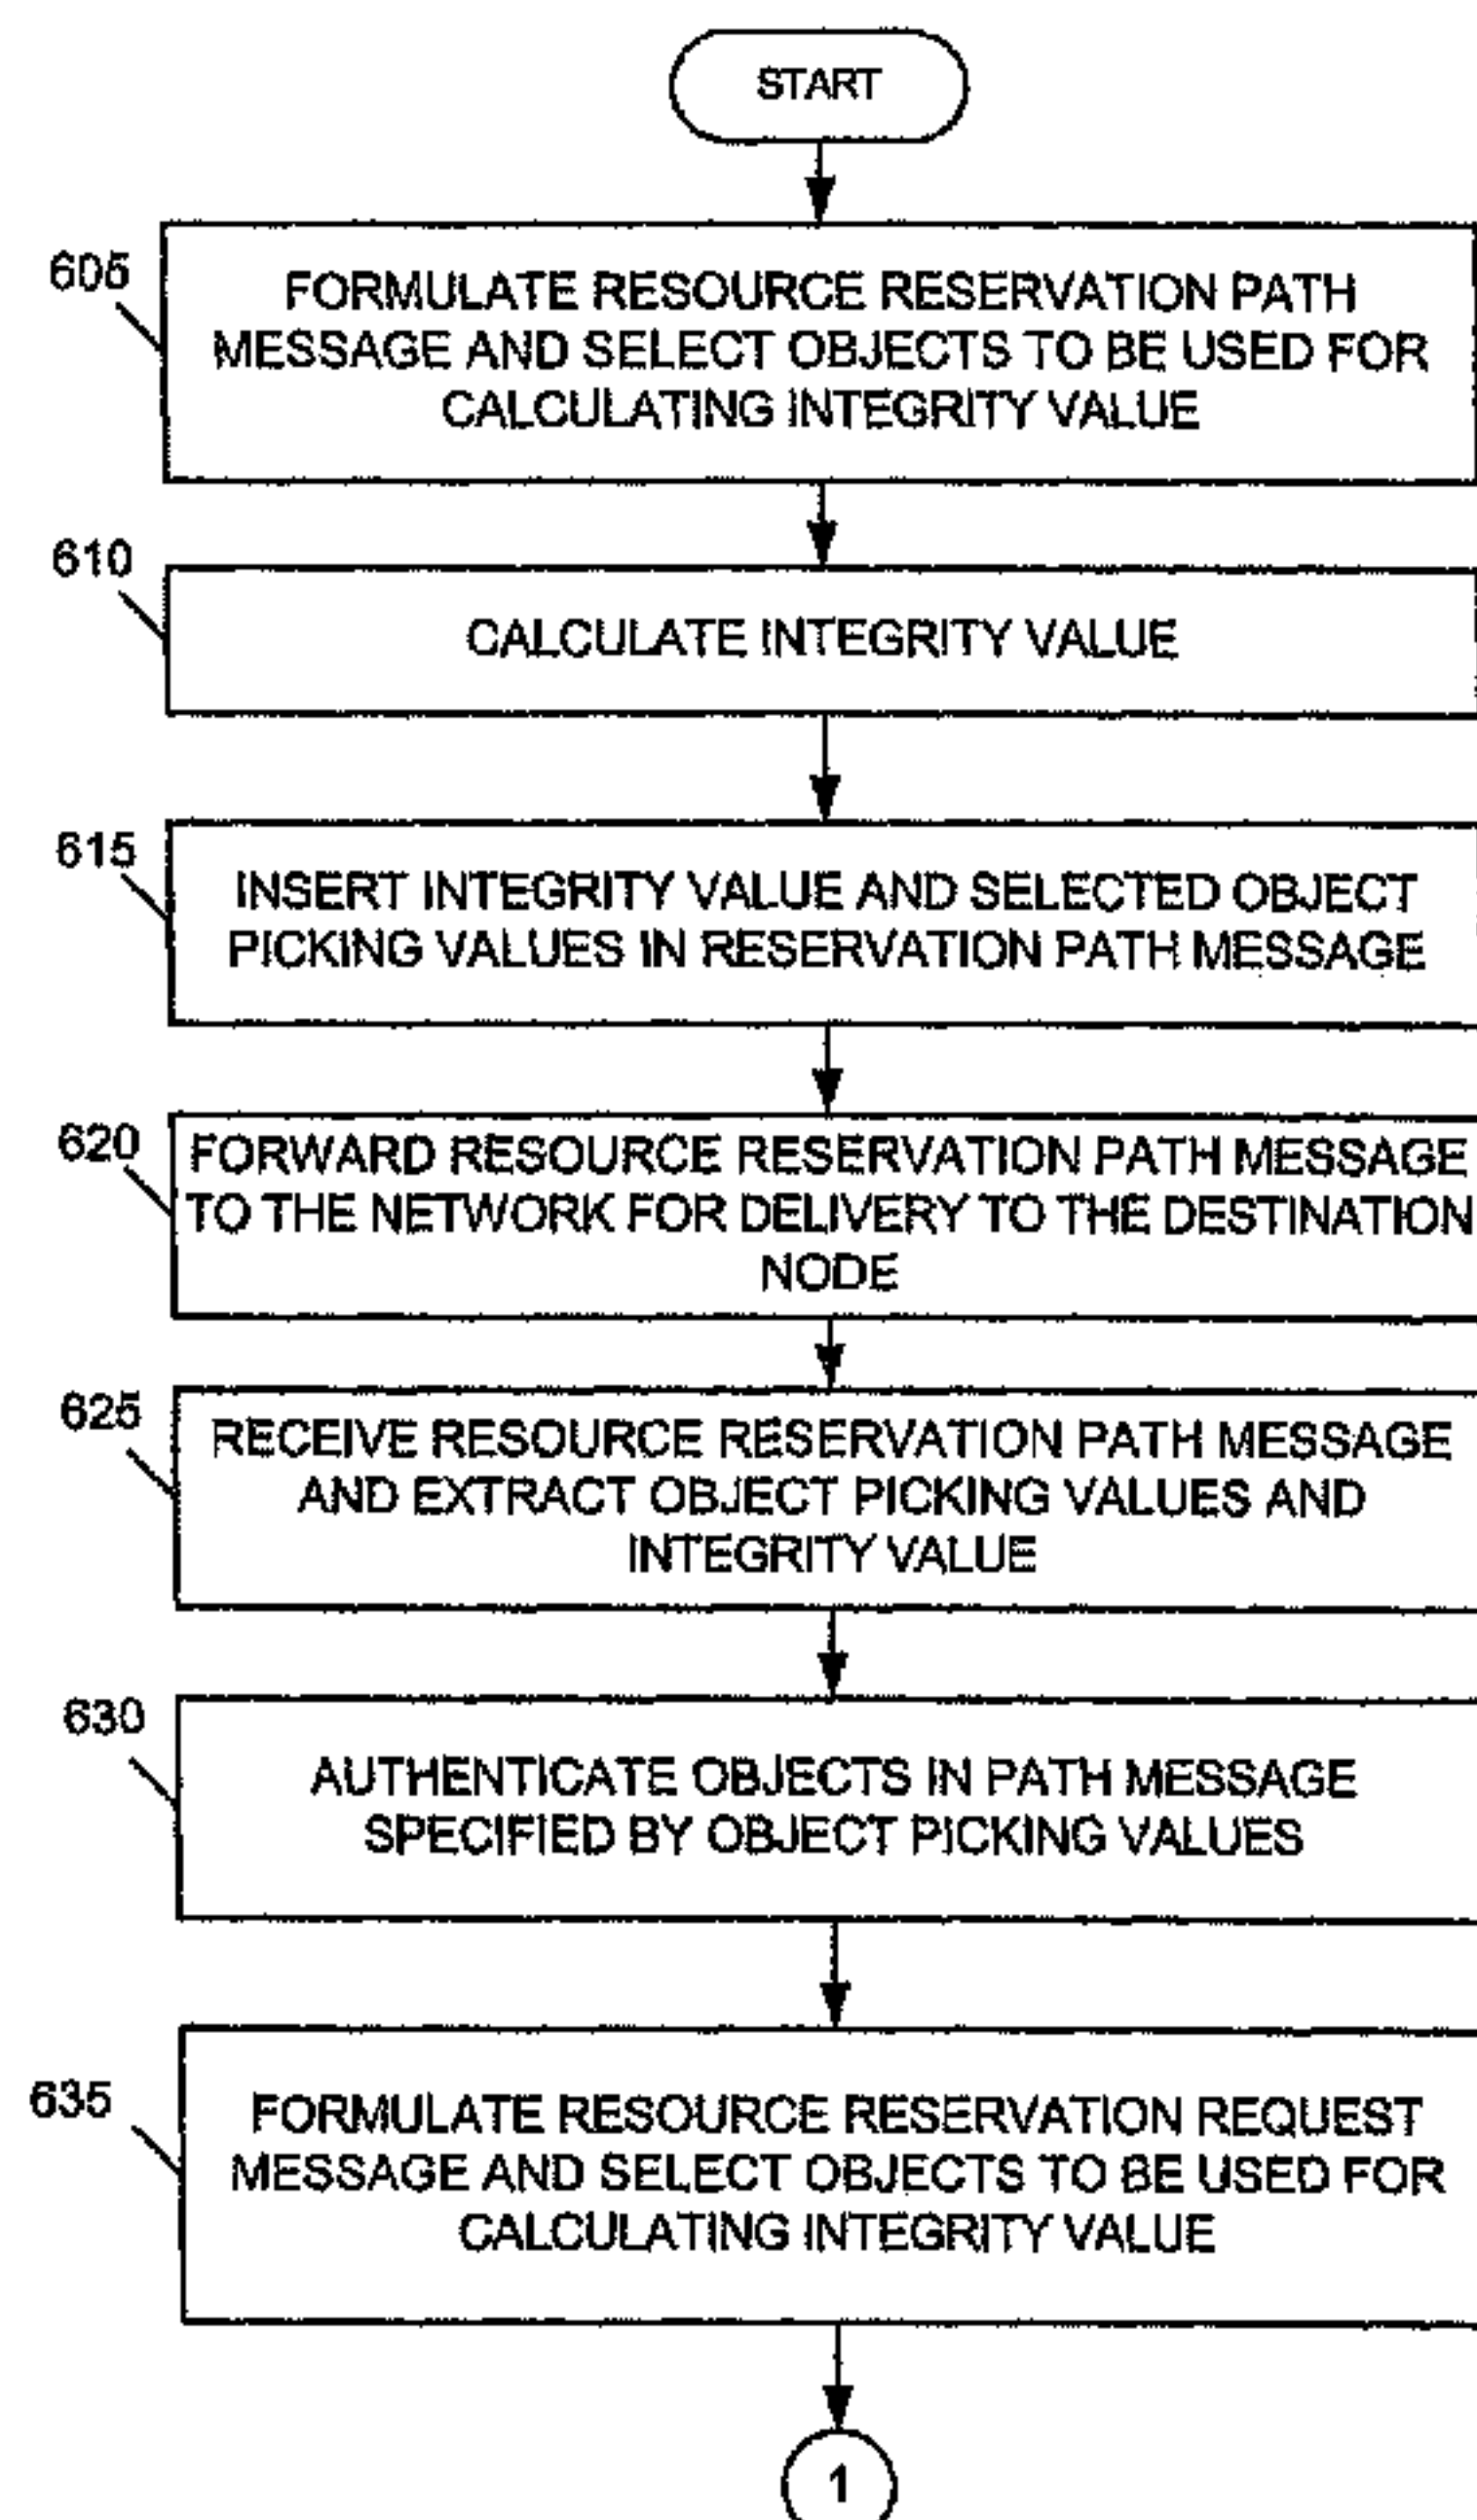 START
605
FORMULATE RESOURCE RESERVATION PATH
MESSAGE AND SELECT OBJECTS TO BE USED FOR
CALCULATING INTEGRITY VALUE
610
CALCULATE INTEGRITY VALUE
615
INSERT INTEGRITY VALUE AND SELECTED OBJECT
PICKING VALUES IN RESERVATION PATH MESSAGE
620
FORWARD RESOURCE RESERVATION PATH MESSAGE
TO THE NETWORK FOR DELIVERY TO THE DESTINATION
NODE
625
RECEIVE RESOURCE RESERVATION PATH MESSAGE
AND EXTRACT OBJECT PICKING VALUES AND
INTEGRITY VALUE
630
AUTHENTICATE OBJECTS IN PATH MESSAGE
SPECIFIED BY OBJECT PICKING VALUES
635
FORMULATE RESOURCE RESERVATION REQUEST
MESSAGE AND SELECT OBJECTS TO BE USED FOR
CALCULATING INTEGRITY VALUE
1